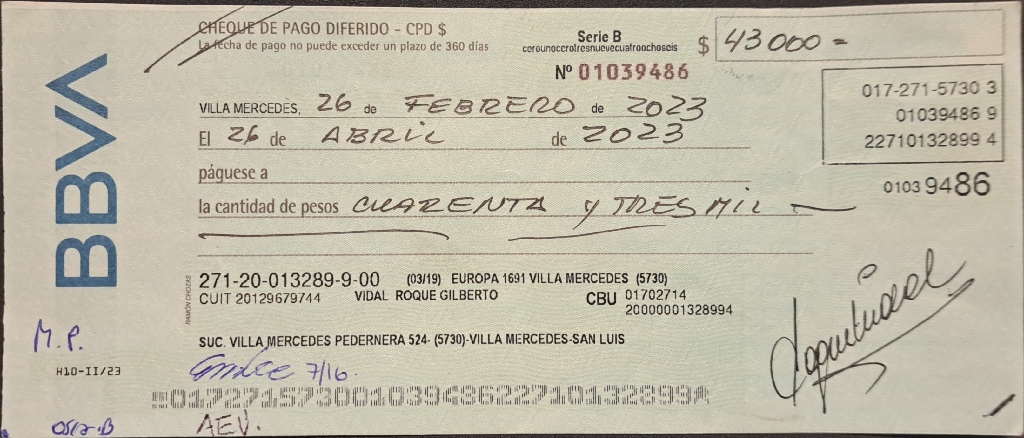 BBVA
CHEQUE DE PAGO DIFERIDO - CPD $
La fecha de pago no puede exceder un plazo de 360 días
Serie B
cerounocerotresnuevecuatroochoseis
$ 43000=
Nº 01039486
017-271-5730 3
01039486 9
22710132899 4
VILLA MERCEDES, 26 de FEBRERO de 2023
El 26 de ABRIL de 2023
páguese a
0103 9486
la cantidad de pesos CUARENTA Y TRES MIL
RAMÓN CHOZAS
271-20-013289-9-00 (03/19) EUROPA 1691 VILLA MERCEDES (5730)
CUIT 20129679744 VIDAL ROQUE GILBERTO CBU 01702714
20000001328994
M.P.
SUC. VILLA MERCEDES PEDERNERA 524- (5730)-VILLA MERCEDES-SAN LUIS
H10-II/23
7/16.
AEV.